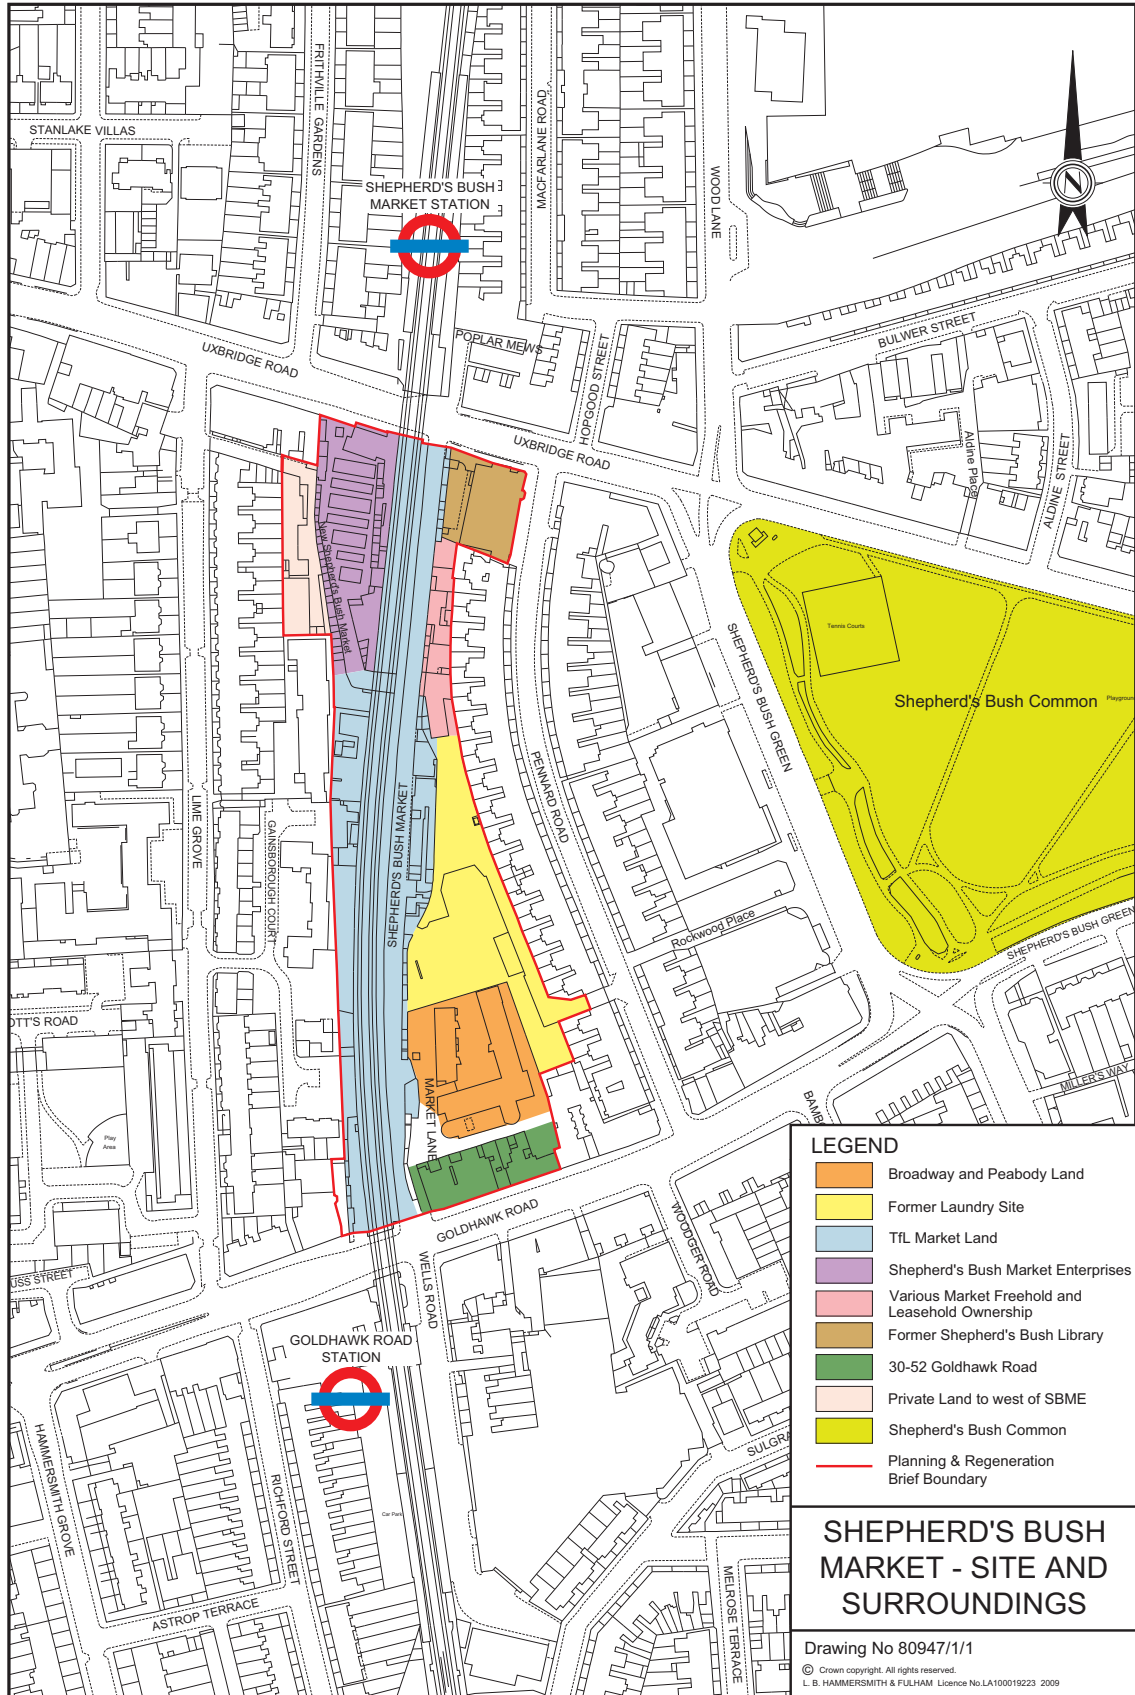 STANLAKE VILLAS
FRITHVILLE GARDENS
SHEPHERD'S BUSH
MARKET STATION
MACFARLANE ROAD
WOOD LANE
N
UXBRIDGE ROAD
POPLAR MEWS
HOPGOOD STREET
BULWER STREET
UXBRIDGE ROAD
Aldine Place
ALDINE STREET
New Shepherd's Bush Market
Tennis Courts
SHEPHERD'S BUSH GREEN
Shepherd's Bush Common
LIME GROVE
GAINSBOROUGH COURT
SHEPHERD'S BUSH MARKET
PENNARD ROAD
Rockwood Place
SHEPHERD'S BUSH GREEN
OTT'S ROAD
Play
Area
MARKET LANE
MILLER'S WAY
GOLDHAWK ROAD
WOODGER ROAD
WELLS ROAD
USS STREET
GOLDHAWK ROAD
STATION
HAMMERSMITH GROVE
RICHFORD STREET
Car Park
ASTROP TERRACE
SULGRA
MELROSE TERRACE
LEGEND
Broadway and Peabody Land
Former Laundry Site
TfL Market Land
Shepherd's Bush Market Enterprises
Various Market Freehold and
Leasehold Ownership
Former Shepherd's Bush Library
30-52 Goldhawk Road
Private Land to west of SBME
Shepherd's Bush Common
Planning & Regeneration
Brief Boundary
SHEPHERD'S BUSH
MARKET - SITE AND
SURROUNDINGS
Drawing No 80947/1/1
© Crown copyright. All rights reserved.
L. B. HAMMERSMITH & FULHAM Licence No.LA100019223 2009